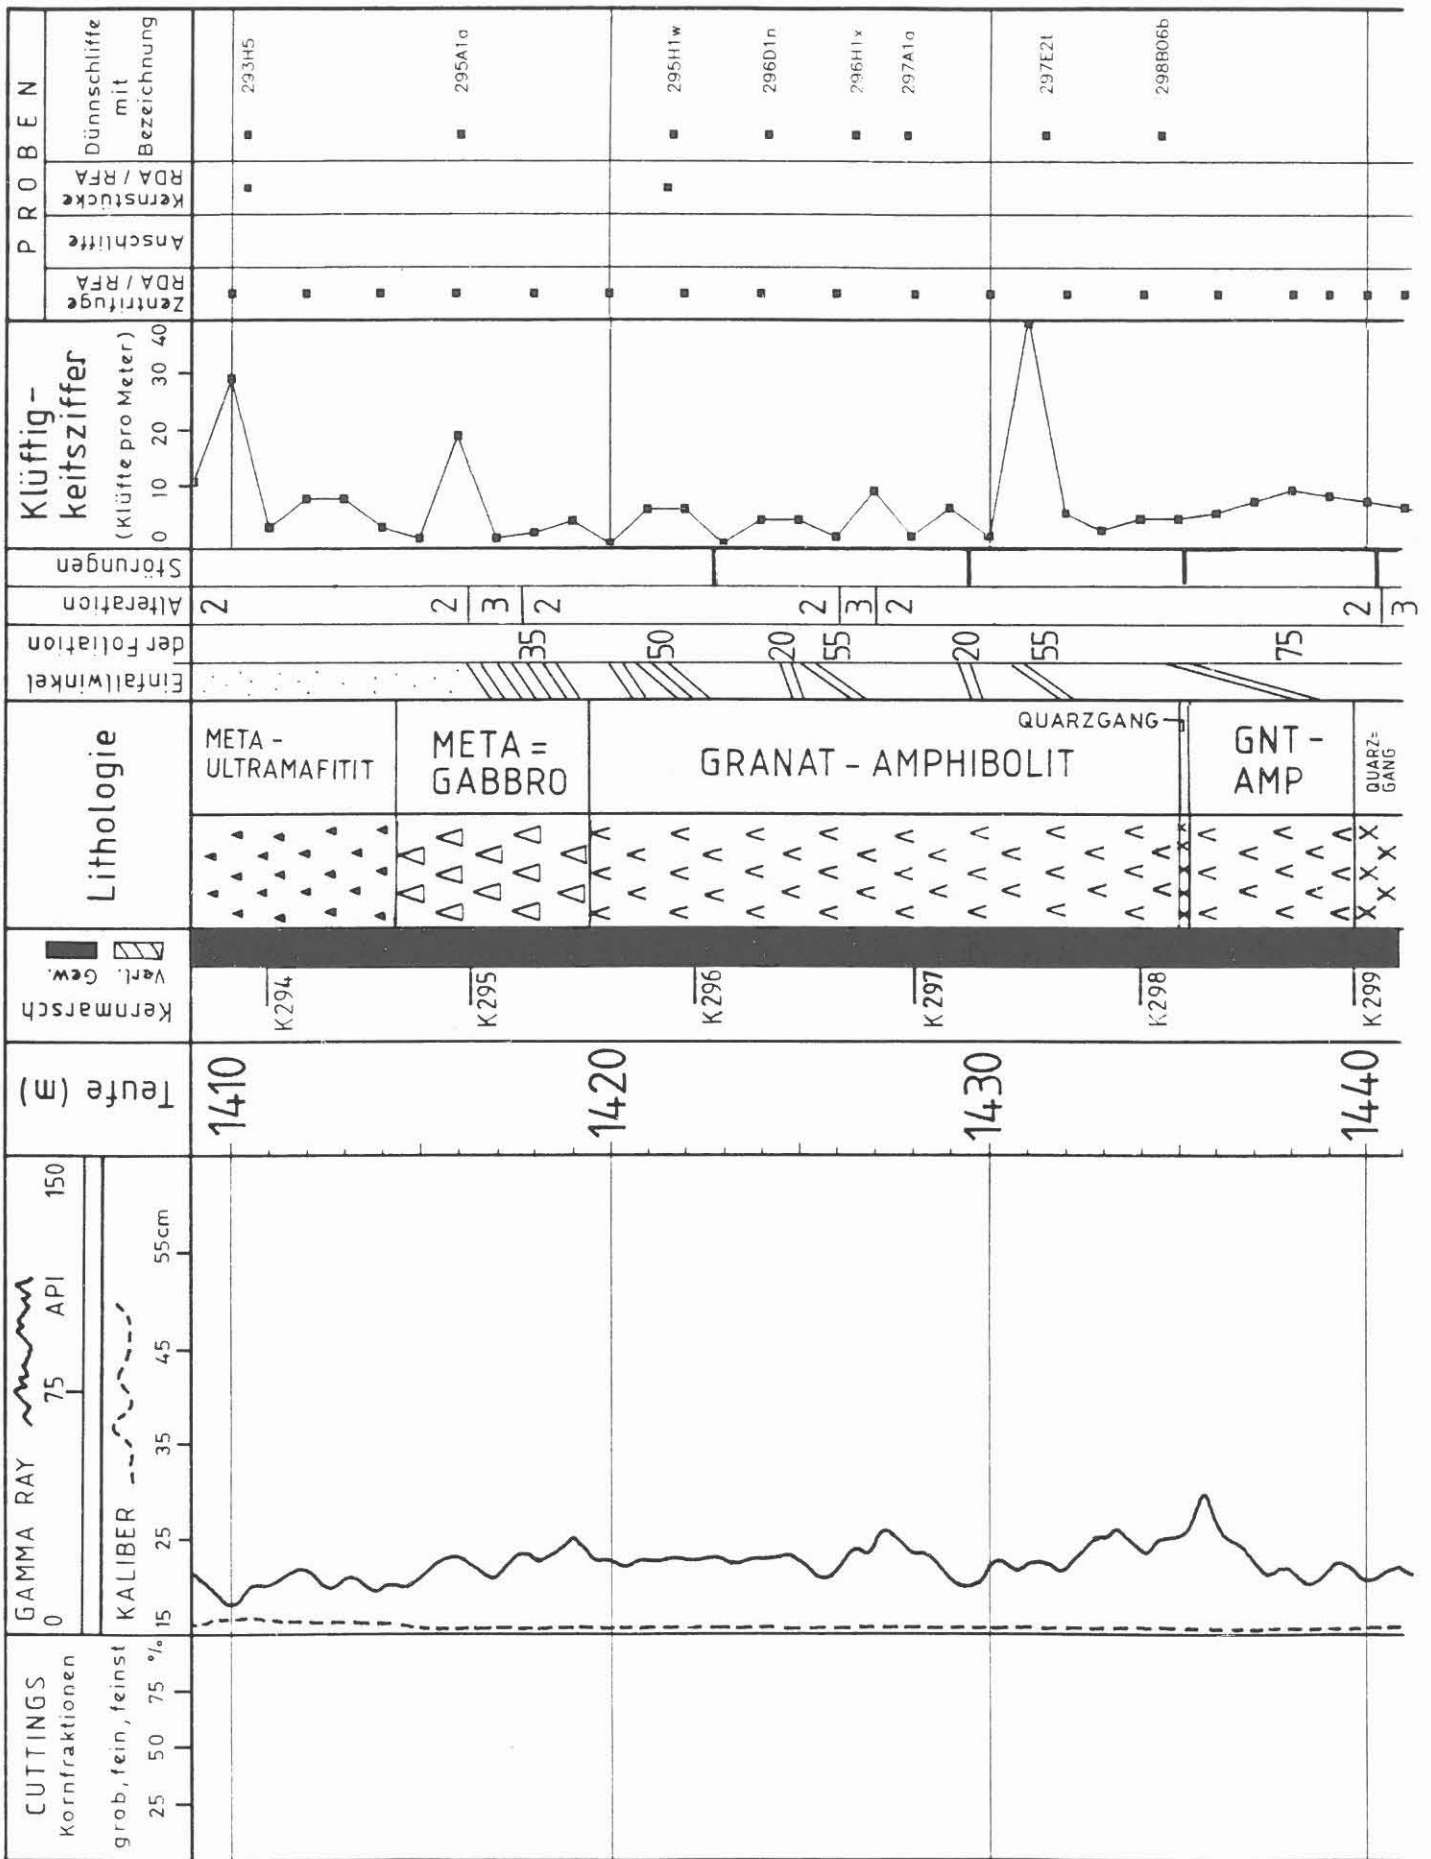 PROBEN
Dünnschliffe
mit
Bezeichnung
293H5
295A1a
295H1w
296D1n
296H1x
297A1a
297E2t
298B06b
Kernstücke
RDA / RFA
Anschliffe
Zentrifuge
RDA / RFA
Klüftig-
keitsziffer
(Klüfte pro Meter)
0 10 20 30 40
Störungen
Alteration
2 2 3 2 2 3 2 2 3
Einfallwinkel
der Foliation
35 50 20 55 20 55 75
Lithologie
META-
ULTRAMAFITIT
META=
GABBRO
GRANAT-AMPHIBOLIT
QUARZGANG
GNT-
AMP
QUARZ=
GANG
Kernmarsch
Verl. Gew.
K294
K295
K296
K297
K298
K299
Teufe (m)
1410
1420
1430
1440
GAMMA RAY
0 75 API 150
KALIBER
15 25 35 45 55cm
CUTTINGS
Kornfraktionen
grob, fein, feinst
25 50 75 %